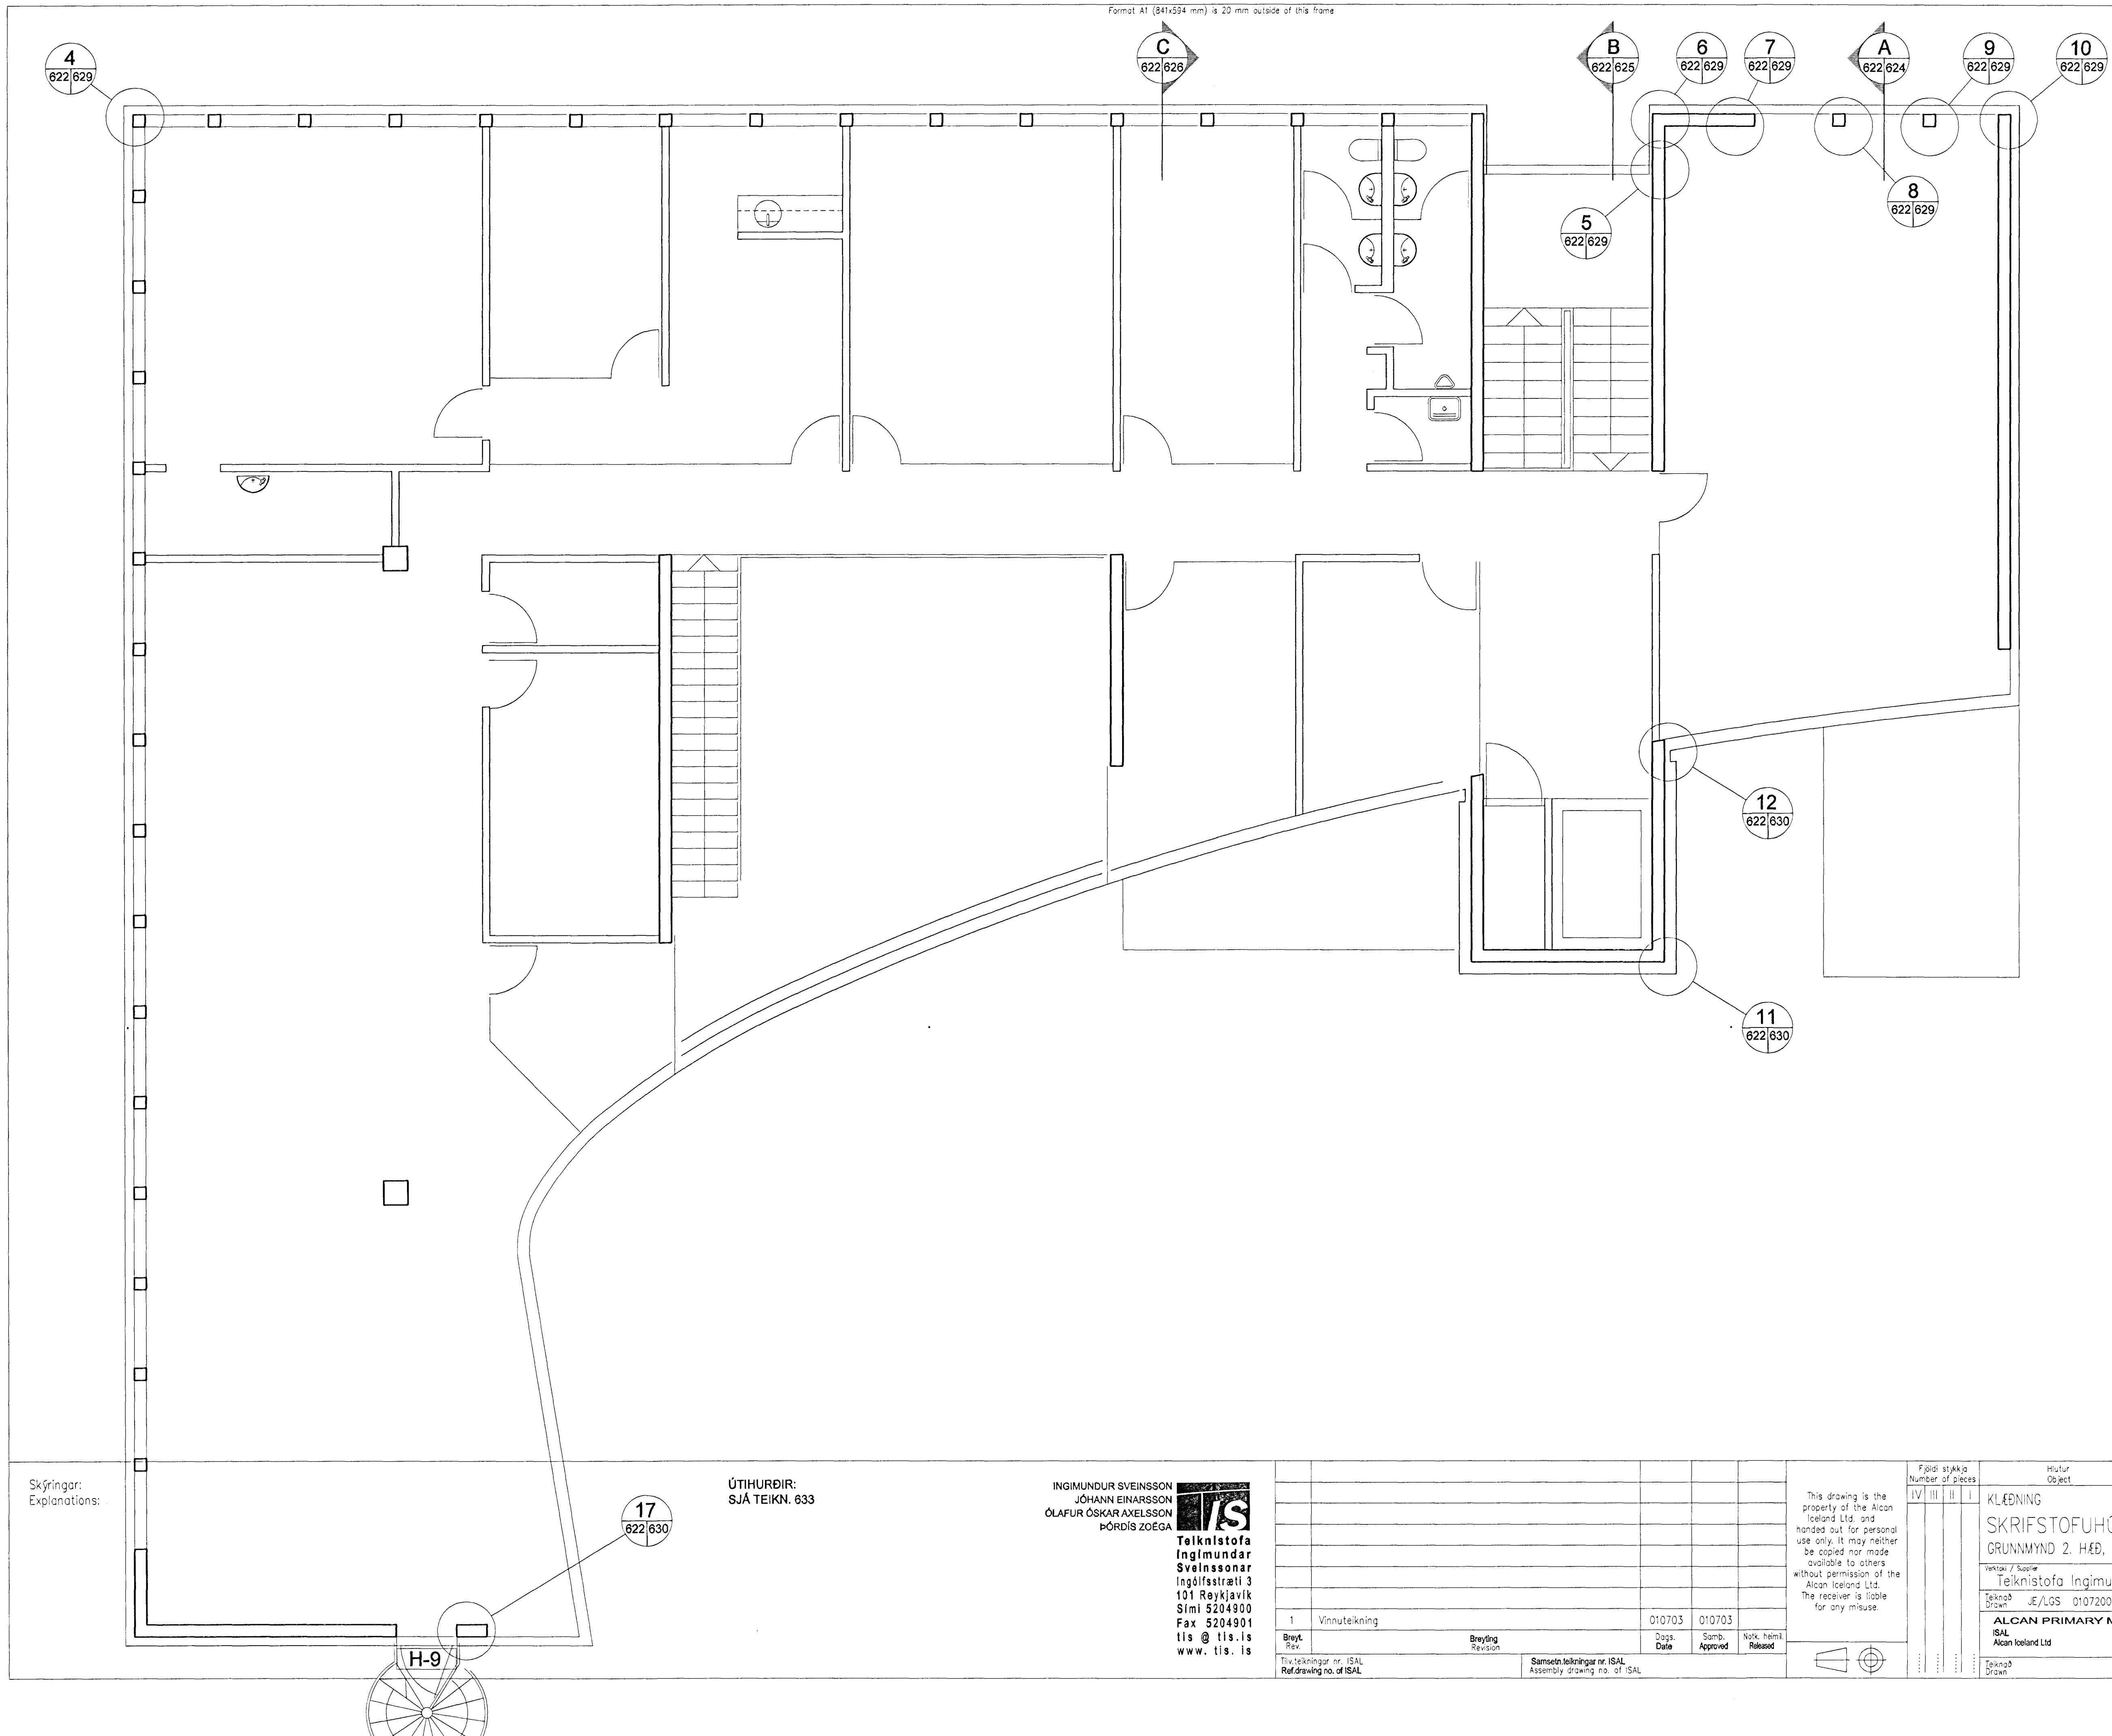 Format A1 (841x594 mm) is 20 mm outside of this frame
4
622 629
C
622 626
B
622 625
6
622 629
7
622 629
A
622 624
9
622 629
10
622 629
8
622 629
5
622 629
12
622 630
11
622 630
17
622 630
H-9
Skýringar:
Explanations:
ÚTIHURÐIR:
SJÁ TEIKN. 633
INGIMUNDUR SVEINSSON
JÓHANN EINARSSON
ÓLAFUR ÓSKAR AXELSSON
ÞÓRDÍS ZOËGA
TIS
Teiknistofa
Ingimundar
Sveinssonar
Ingólfsstræti 3
101 Reykjavík
Sími 5204900
Fax 5204901
tis @ tis.is
www. tis. is
1 Vinnuteikning 010703 010703
Breyt. Breyting Dags. Samb. Notk. heimil.
Rev. Revision Date Approved Released
Tilv.teikningar nr. ISAL
Ref.drawing no. of ISAL
Samsetn.teikningar nr. ISAL
Assembly drawing no. of ISAL
This drawing is the
property of the Alcan
Iceland Ltd. and
handed out for personal
use only. It may neither
be copied nor made
available to others
without permission of the
Alcan Iceland Ltd.
The receiver is liable
for any misuse.
Fjöldi stykkja
Number of pieces
IV III II I
Hlutur
Object
KLÆÐNING
SKRIFSTOFUHÚ
GRUNNMYND 2. HÆÐ,
Verktaki / Supplier
Teiknistofa Ingimu
Teiknað
Drawn
JE/LGS 0107200
ALCAN PRIMARY M
ISAL
Alcan Iceland Ltd
Teiknað
Drawn